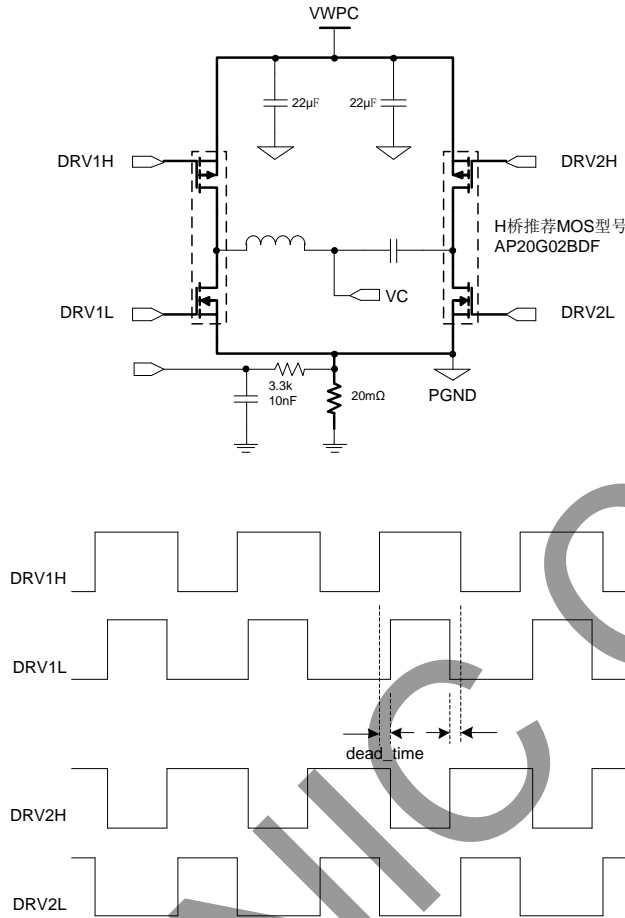 VWPC
22μF
22μF
DRV1H
DRV2H
H桥推荐MOS型号
AP20G02BDF
DRV1L
VC
DRV2L
3.3k
10nF
20mΩ
PGND
DRV1H
DRV1L
dead_time
DRV2H
DRV2L